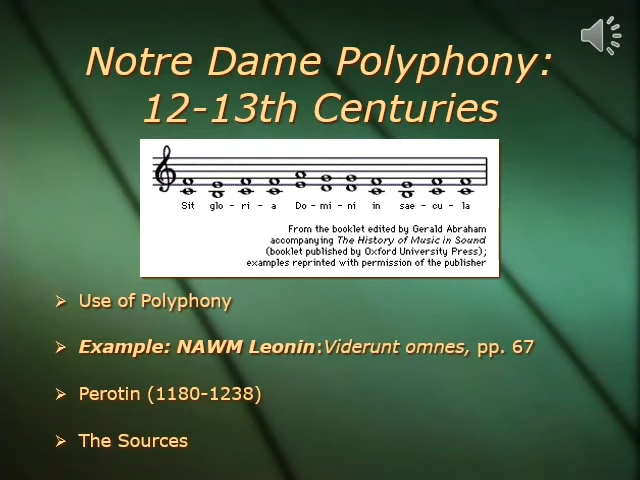 Notre Dame Polyphony:
12-13th Centuries
Sit glo - ri - a Do - mi - ni in sae - cu - la
From the booklet edited by Gerald Abraham
accompanying The History of Music in Sound
(booklet published by Oxford University Press);
examples reprinted with permission of the publisher
Use of Polyphony
Example: NAWM Leonin:Viderunt omnes, pp. 67
Perotin (1180-1238)
The Sources